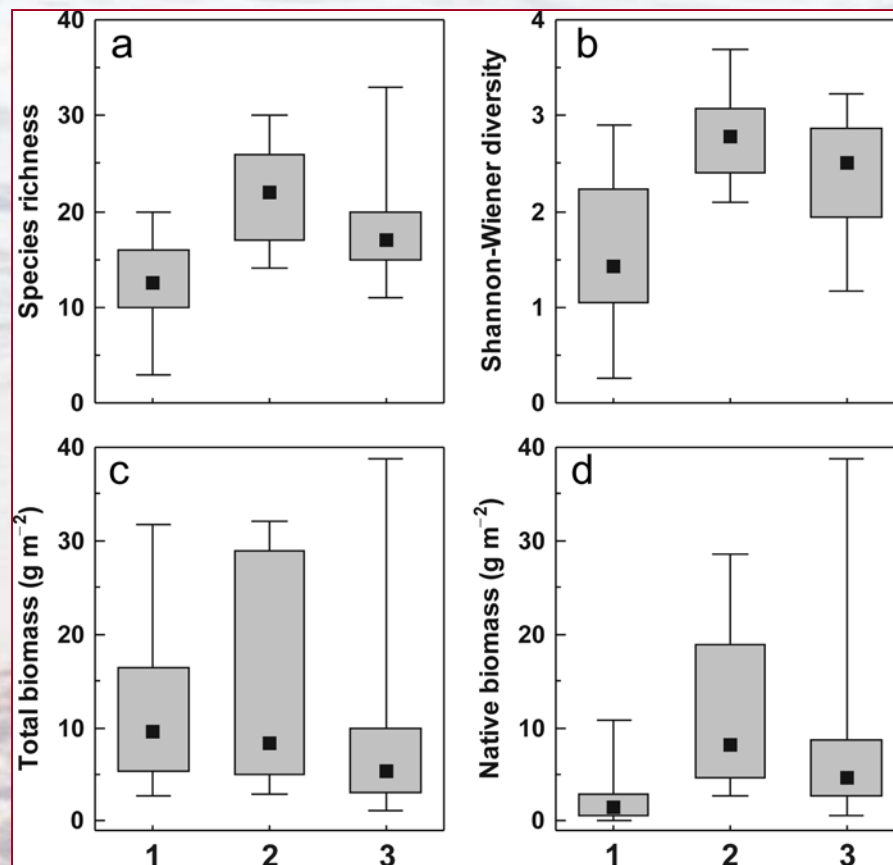 a
Species richness
40
30
20
10
0
b
Shannon-Wiener diversity
4
3
2
1
0
c
Total biomass (g m⁻²)
40
30
20
10
0
1 2 3
d
Native biomass (g m⁻²)
40
30
20
10
0
1 2 3